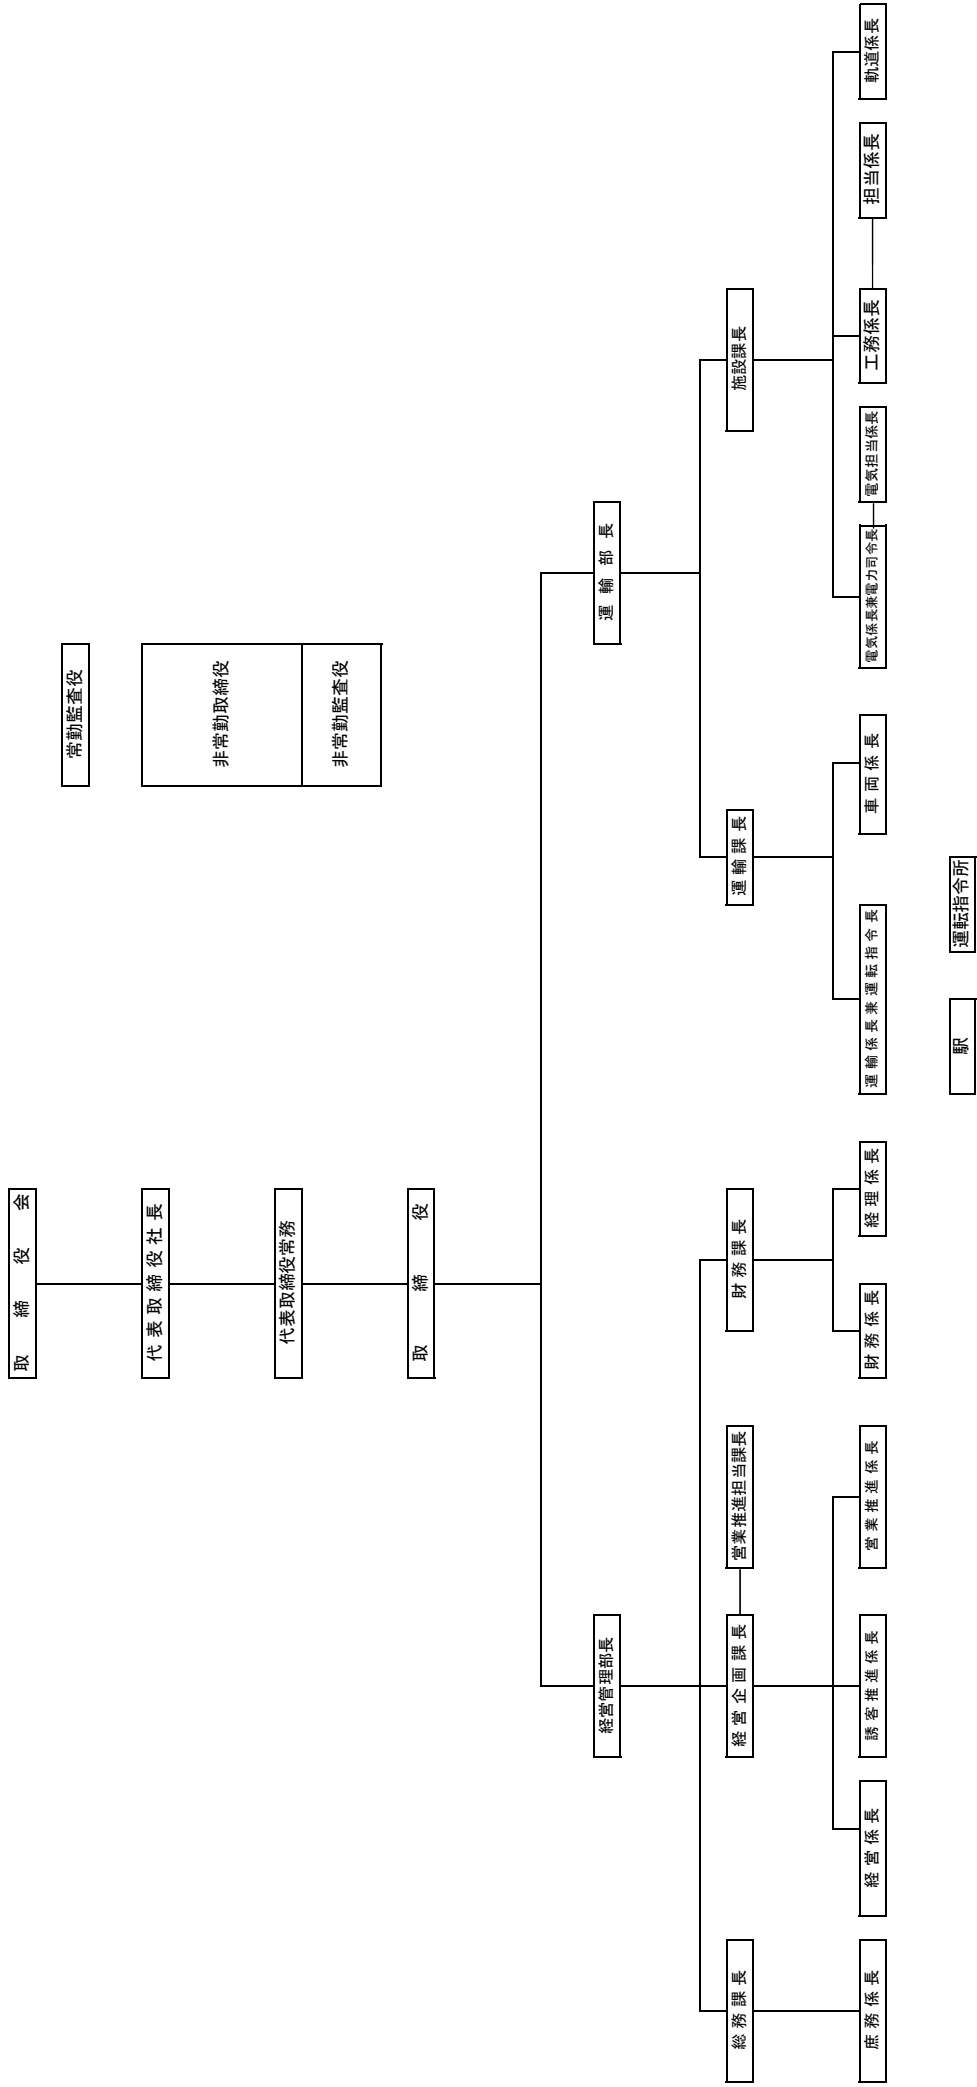 取締役会
常勤監査役
代表取締役社長
非常勤取締役
代表取締役常務
非常勤監査役
取締役
経営管理部長
運輸部長
総務課長
経営企画課長
営業推進担当課長
財務課長
運輸課長
施設課長
庶務係長
経営係長
誘客推進係長
営業推進係長
財務係長
経理係長
運輸係長兼運転指令長
車両係長
電気係長兼電力司令長
電気担当係長
工務係長
担当係長
軌道係長
駅
運転指令所